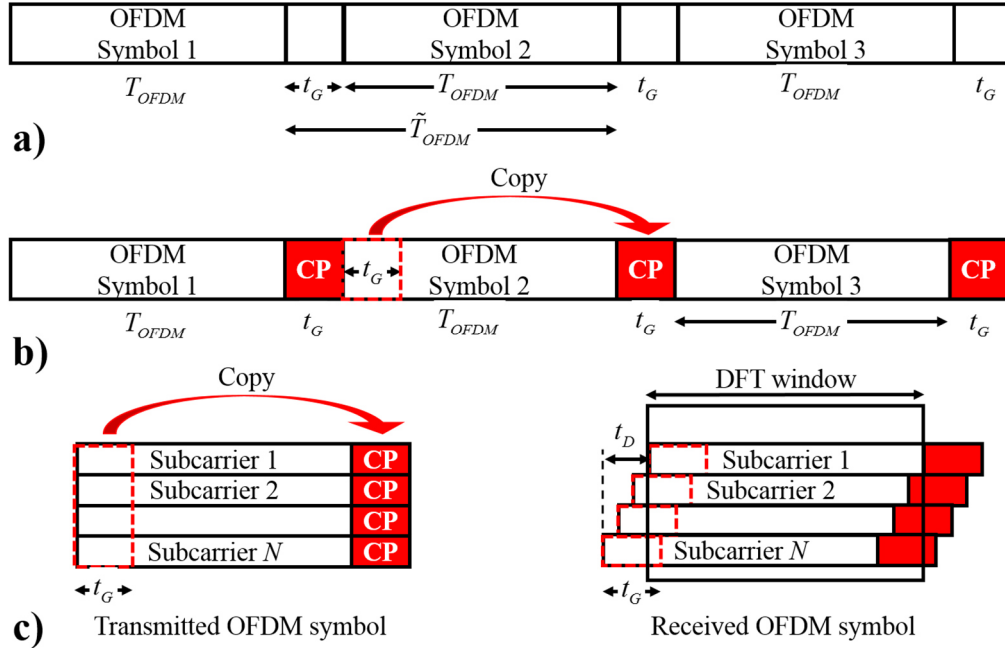 OFDM OFDM OFDM
Symbol 1 Symbol 2 Symbol 3
T_OFDM t_G T_OFDM t_G T_OFDM t_G
T̃_OFDM
a)
Copy
OFDM OFDM OFDM
Symbol 1 CP t_G Symbol 2 CP Symbol 3 CP
T_OFDM t_G T_OFDM t_G T_OFDM t_G
b)
Copy
DFT window
t_D
Subcarrier 1 CP
Subcarrier 2 CP
CP
Subcarrier N CP
t_G
Subcarrier 1
Subcarrier 2
Subcarrier N
t_G
c)
Transmitted OFDM symbol
Received OFDM symbol